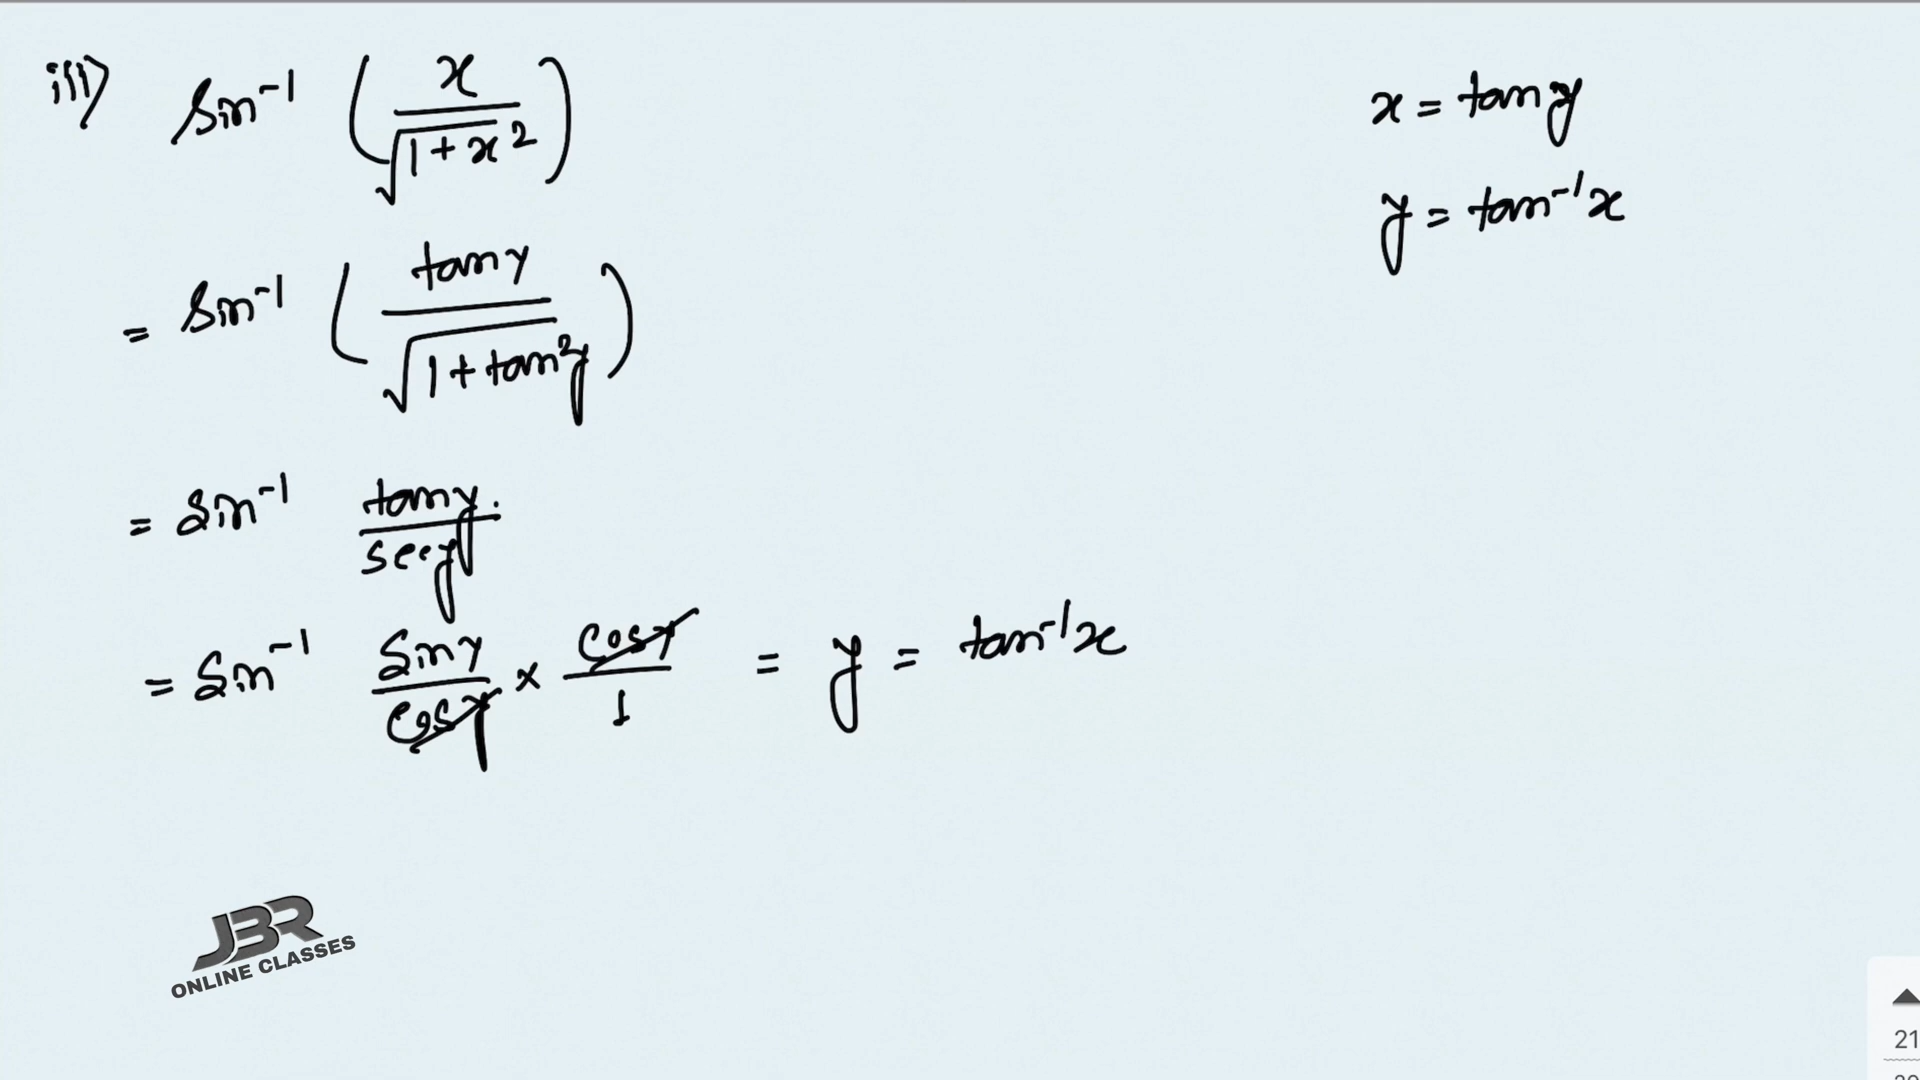 iii) Sin⁻¹ (x / √(1+x²))
x = tan y
y = tan⁻¹x
= Sin⁻¹ (tan y / √(1+tan²y))
= Sin⁻¹ tan y / sec y
= Sin⁻¹ Sin y / Cos y × Cos y / 1 = y = tan⁻¹x
JBR
ONLINE CLASSES
21